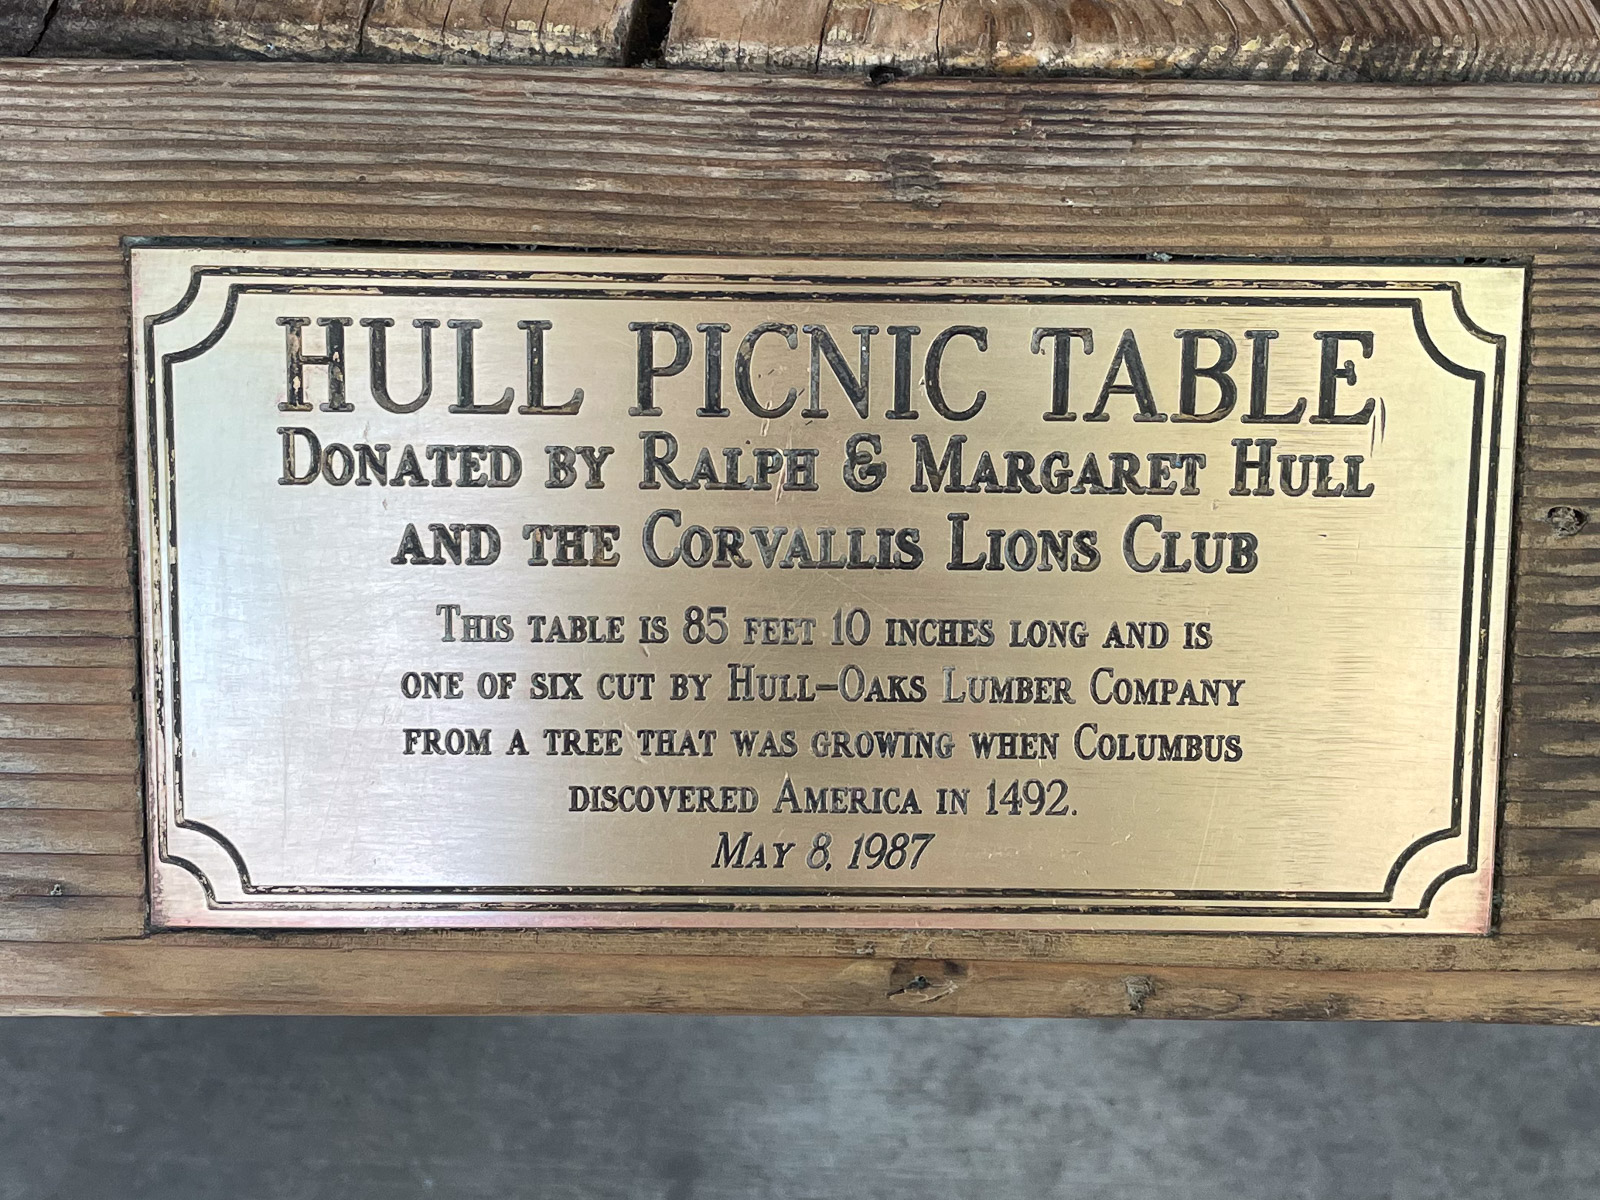 HULL PICNIC TABLE
DONATED BY RALPH & MARGARET HULL
AND THE CORVALLIS LIONS CLUB
THIS TABLE IS 85 FEET 10 INCHES LONG AND IS
ONE OF SIX CUT BY HULL-OAKS LUMBER COMPANY
FROM A TREE THAT WAS GROWING WHEN COLUMBUS
DISCOVERED AMERICA IN 1492.
MAY 8, 1987